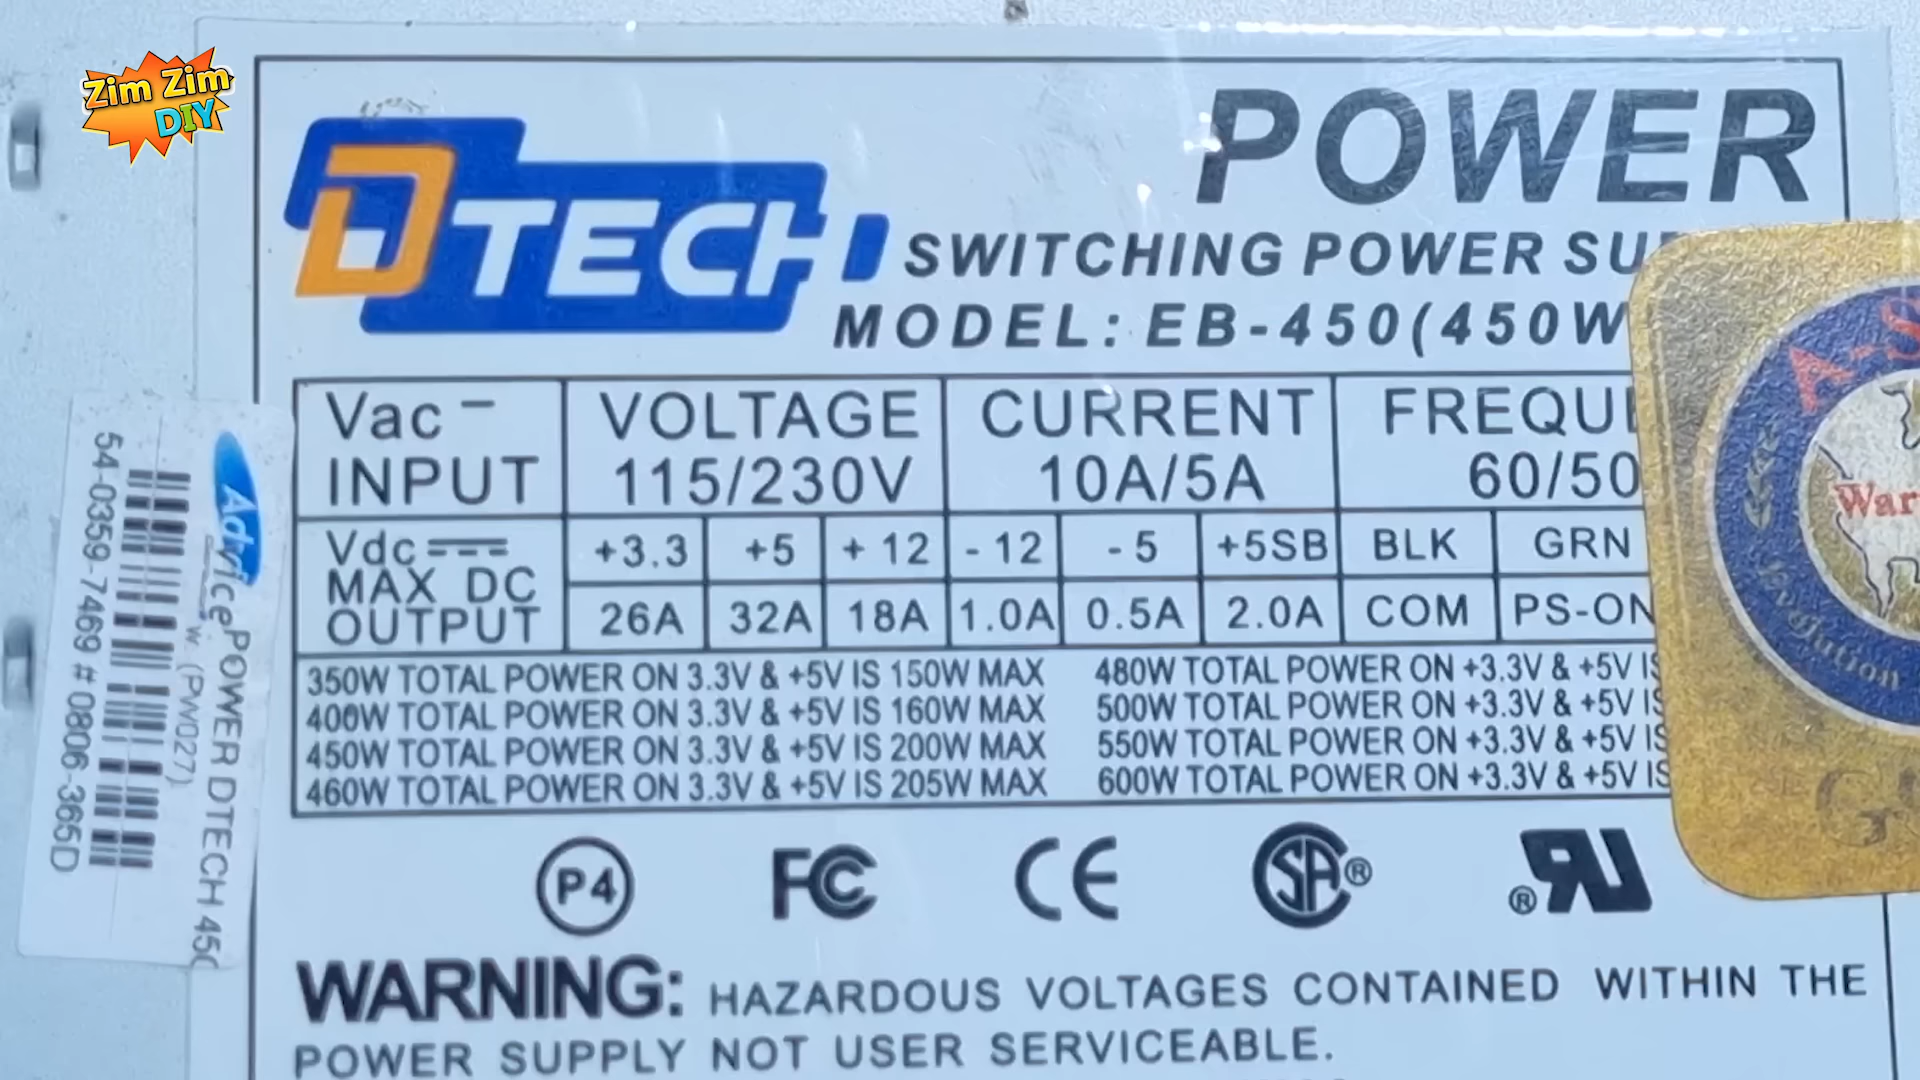 Zim Zim
DIY
POWER
DTECH
SWITCHING POWER SU
MODEL: EB-450(450W
Vac INPUT
VOLTAGE 115/230V
CURRENT 10A/5A
FREQU
60/50
Vdc MAX DC OUTPUT
+3.3 +5 +12 -12 -5 +5SB BLK GRN
26A 32A 18A 1.0A 0.5A 2.0A COM PS-ON
350W TOTAL POWER ON 3.3V & +5V IS 150W MAX
400W TOTAL POWER ON 3.3V & +5V IS 160W MAX
450W TOTAL POWER ON 3.3V & +5V IS 200W MAX
460W TOTAL POWER ON 3.3V & +5V IS 205W MAX
480W TOTAL POWER ON +3.3V & +5V IS
500W TOTAL POWER ON +3.3V & +5V IS
550W TOTAL POWER ON +3.3V & +5V IS
600W TOTAL POWER ON +3.3V & +5V IS
P4 FC CE SA® ®UR
WARNING: HAZARDOUS VOLTAGES CONTAINED WITHIN THE
POWER SUPPLY NOT USER SERVICEABLE.
Advice
POWER DTECH 450
w. (PW027)
54-0359-7469 # 0806-365D
A-S
War